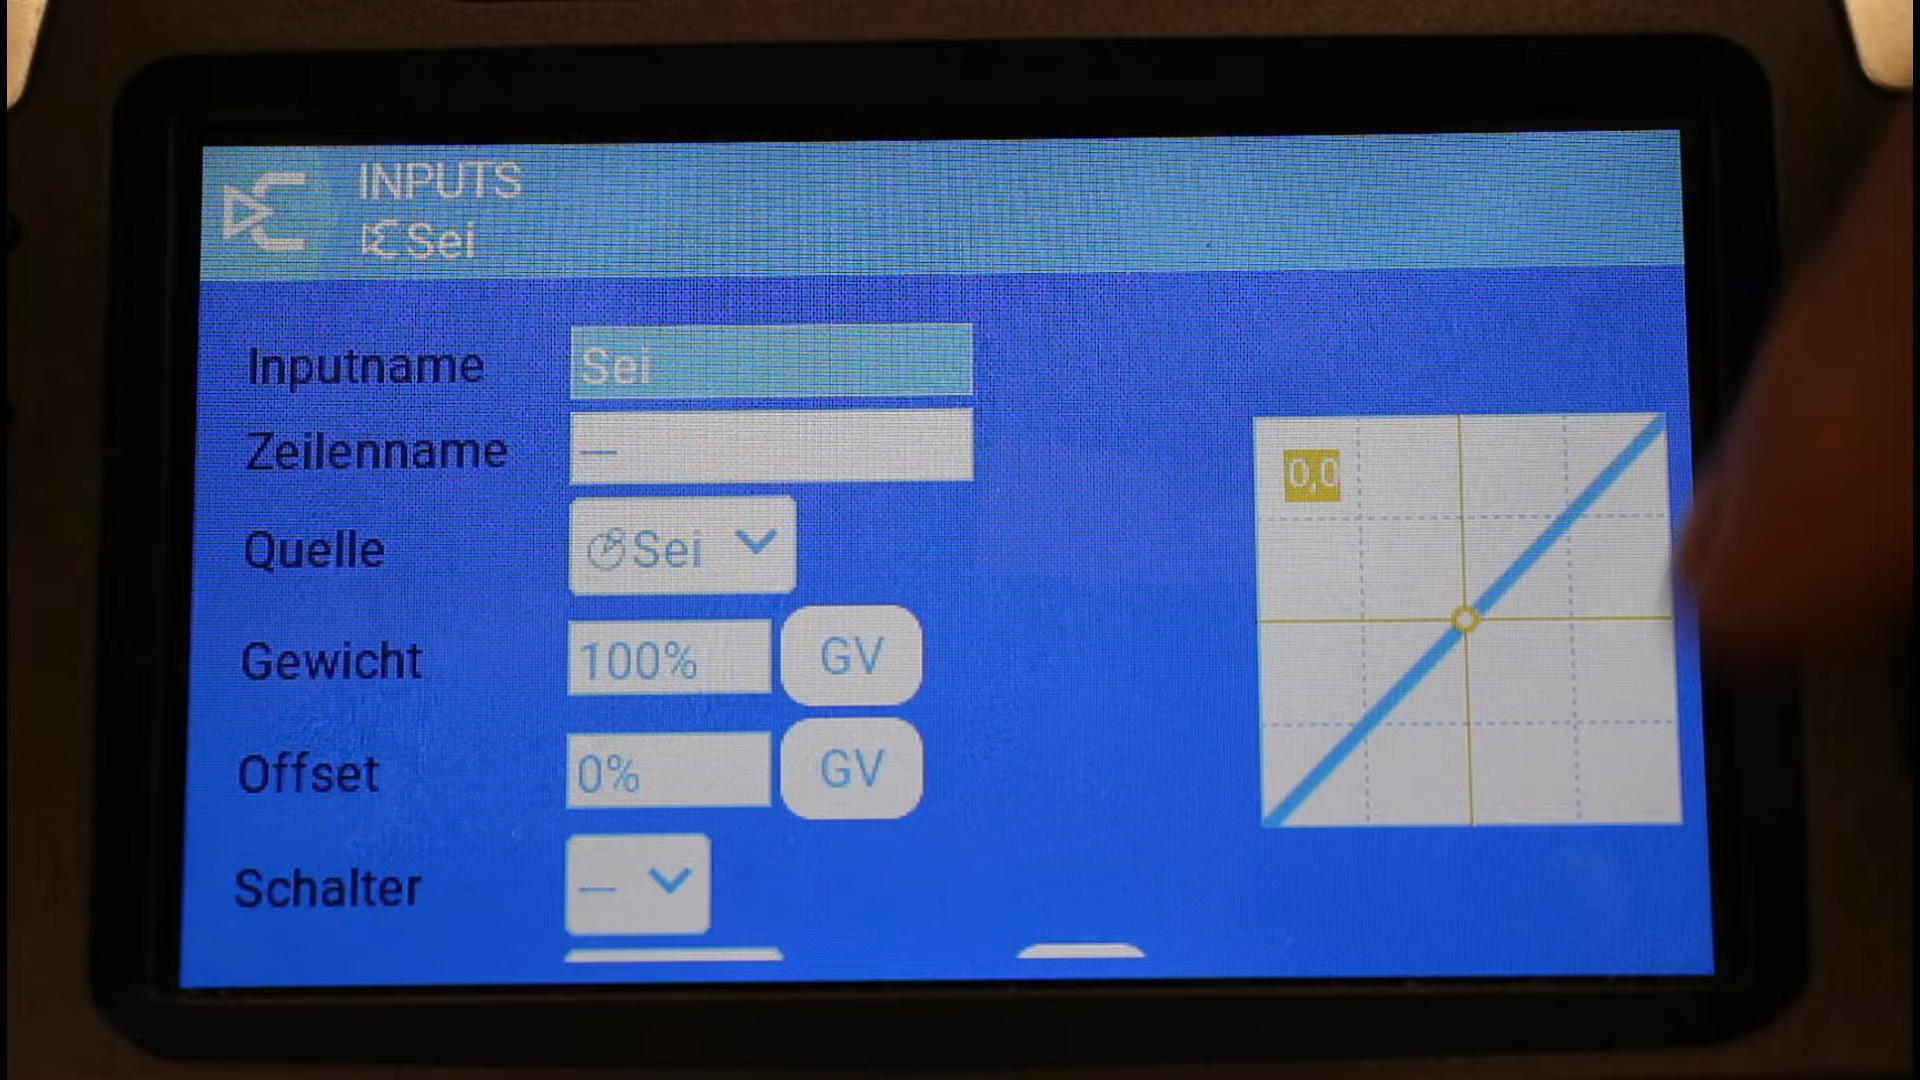 INPUTS
Sei
Inputname Sei
Zeilenname ---
Quelle Sei
Gewicht 100% GV
Offset 0% GV
Schalter ---
0,0